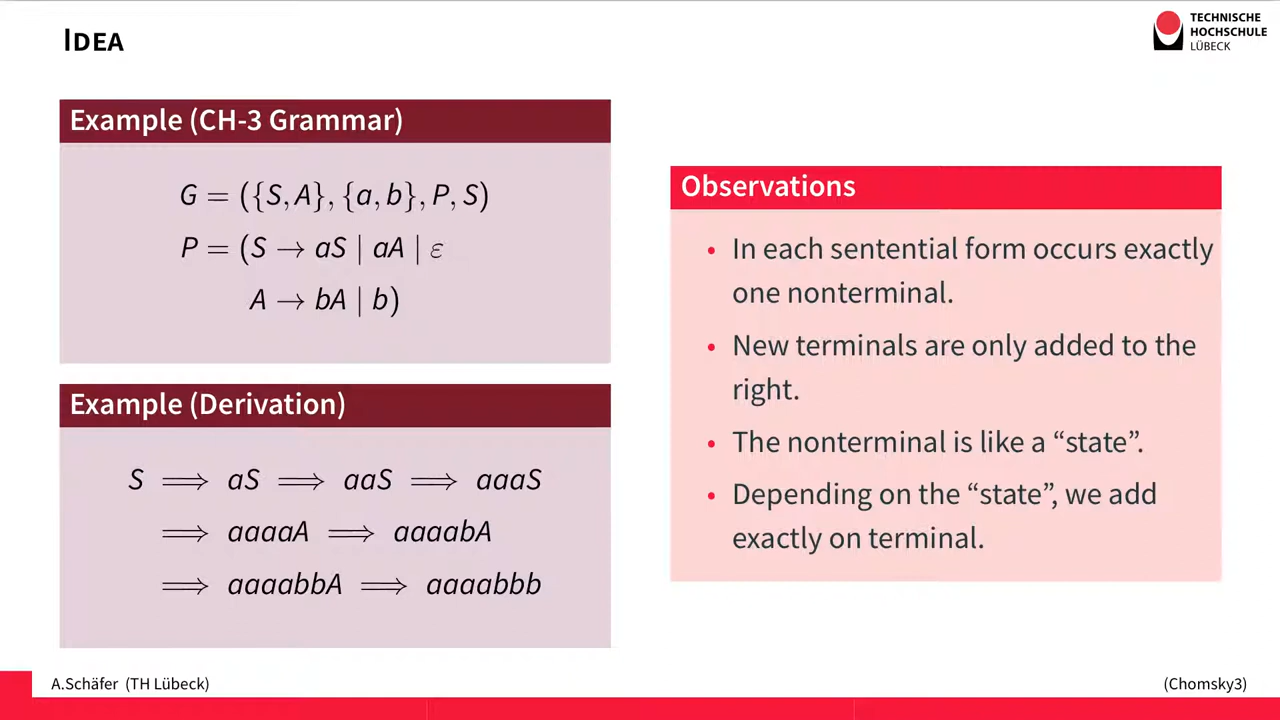 IDEA
TECHNISCHE
HOCHSCHULE
LÜBECK
Example (CH-3 Grammar)
G = ({S, A}, {a, b}, P, S)
P = (S → aS | aA | ε
A → bA | b)
Example (Derivation)
S ⟹ aS ⟹ aaS ⟹ aaaS
⟹ aaaaA ⟹ aaaabA
⟹ aaaabbA ⟹ aaaabbb
Observations
• In each sentential form occurs exactly
one nonterminal.
• New terminals are only added to the
right.
• The nonterminal is like a “state”.
• Depending on the “state”, we add
exactly on terminal.
A.Schäfer (TH Lübeck)
(Chomsky3)